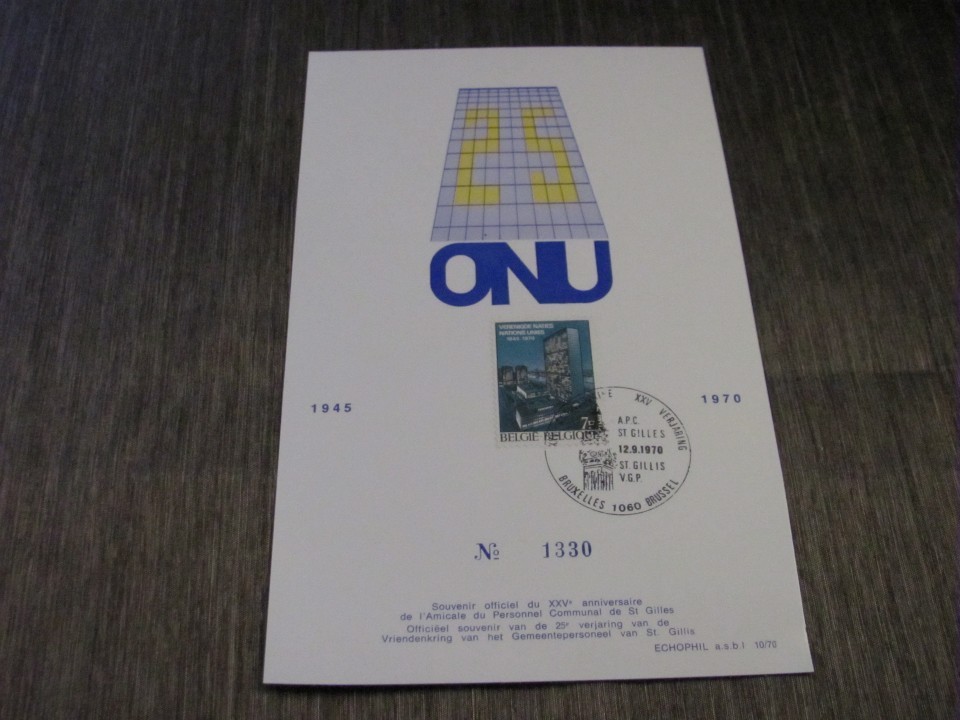 25
ONU
VERENIGDE NATIES
NATIONS UNIES
1945 1970
7F
BELGIE-BELGIQUE
1945
1970
XXV VERJARING
A.P.C.
ST GILLES
12.9.1970
ST GILLIS
V.G.P.
BRUXELLES 1060 BRUSSEL
№ 1330
Souvenir officiel du XXVe anniversaire
de l'Amicale du Personnel Communal de St Gilles
Officiëel souvenir van de 25e verjaring van de
Vriendenkring van het Gemeentepersoneel van St. Gillis
ECHOPHIL a.s.b l 10/70